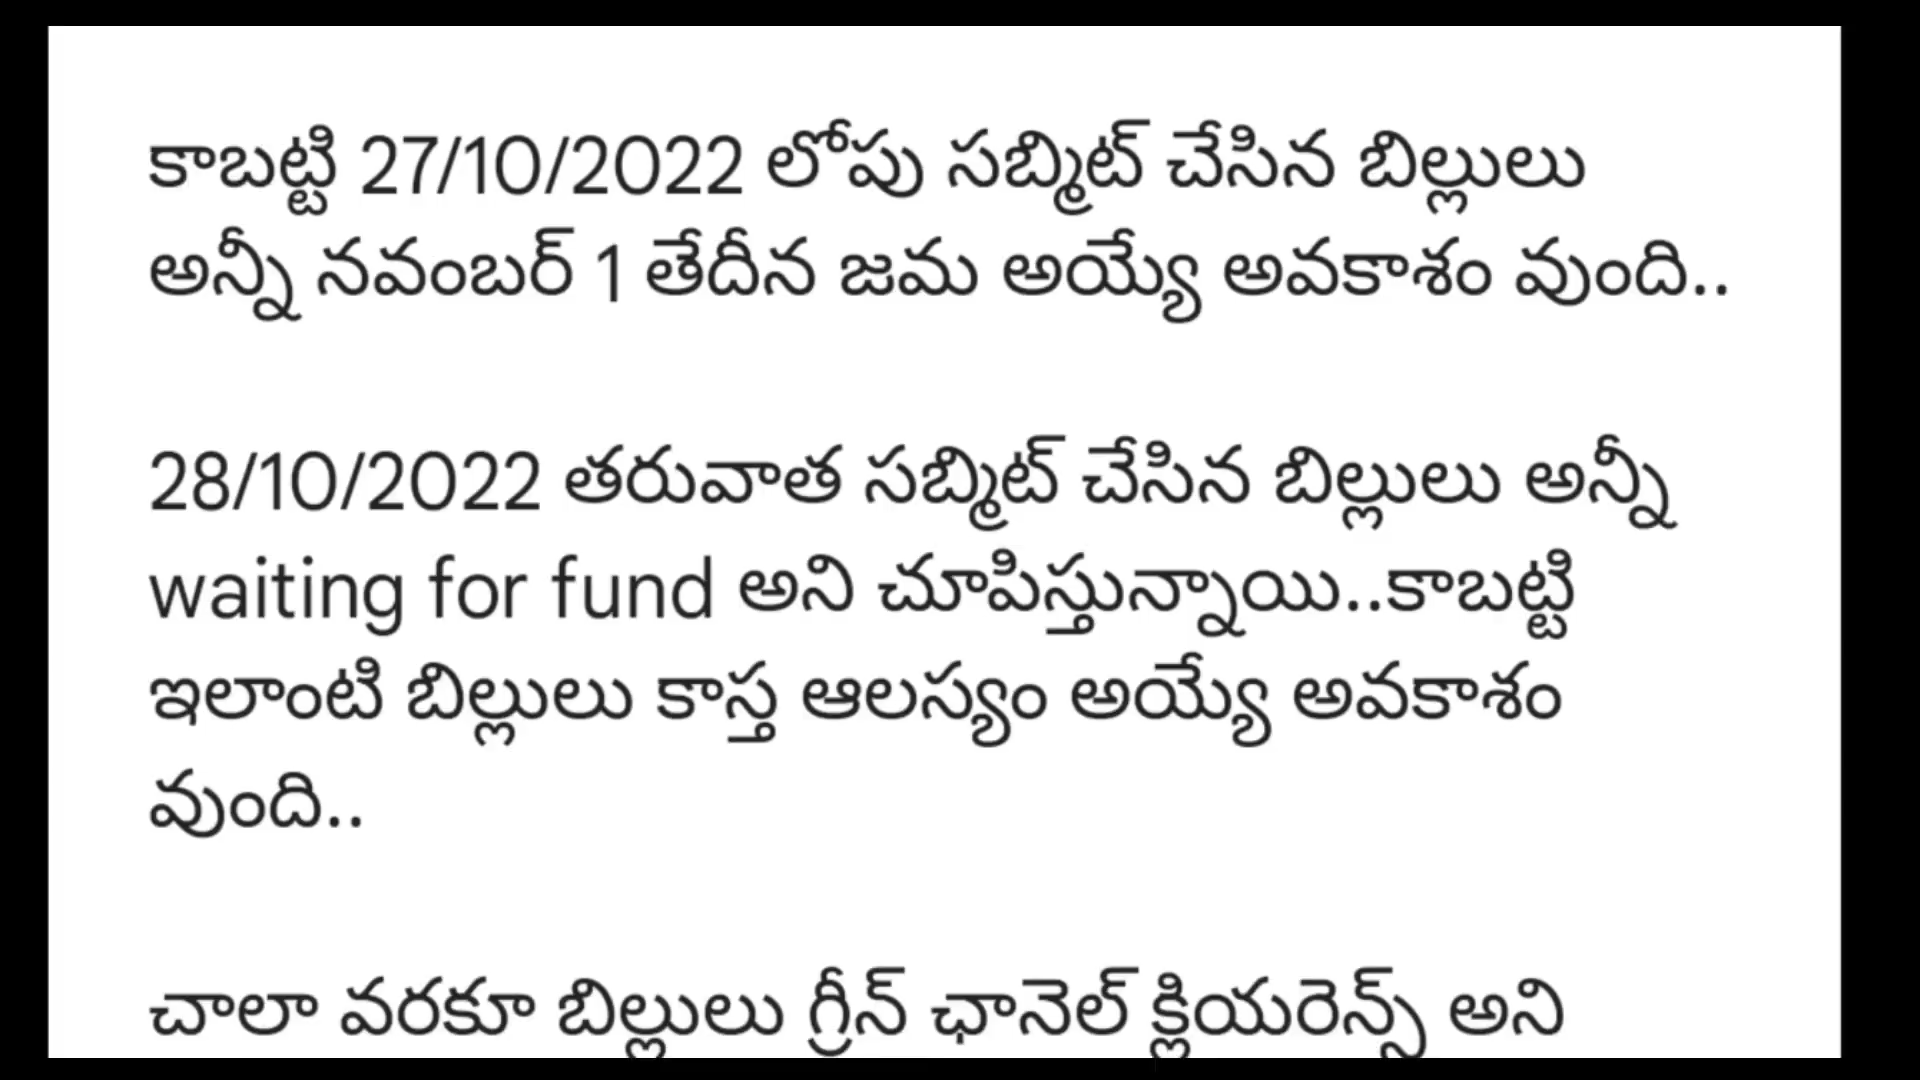 కాబట్టి 27/10/2022 లోపు సబ్మిట్ చేసిన బిల్లులు
అన్నీ నవంబర్ 1 తేదీన జమ అయ్యే అవకాశం వుంది..
28/10/2022 తరువాత సబ్మిట్ చేసిన బిల్లులు అన్నీ
waiting for fund అని చూపిస్తున్నాయి..కాబట్టి
ఇలాంటి బిల్లులు కాస్త ఆలస్యం అయ్యే అవకాశం
వుంది..
చాలా వరకూ బిల్లులు గ్రీన్ ఛానెల్ క్లియరెన్స్ అని